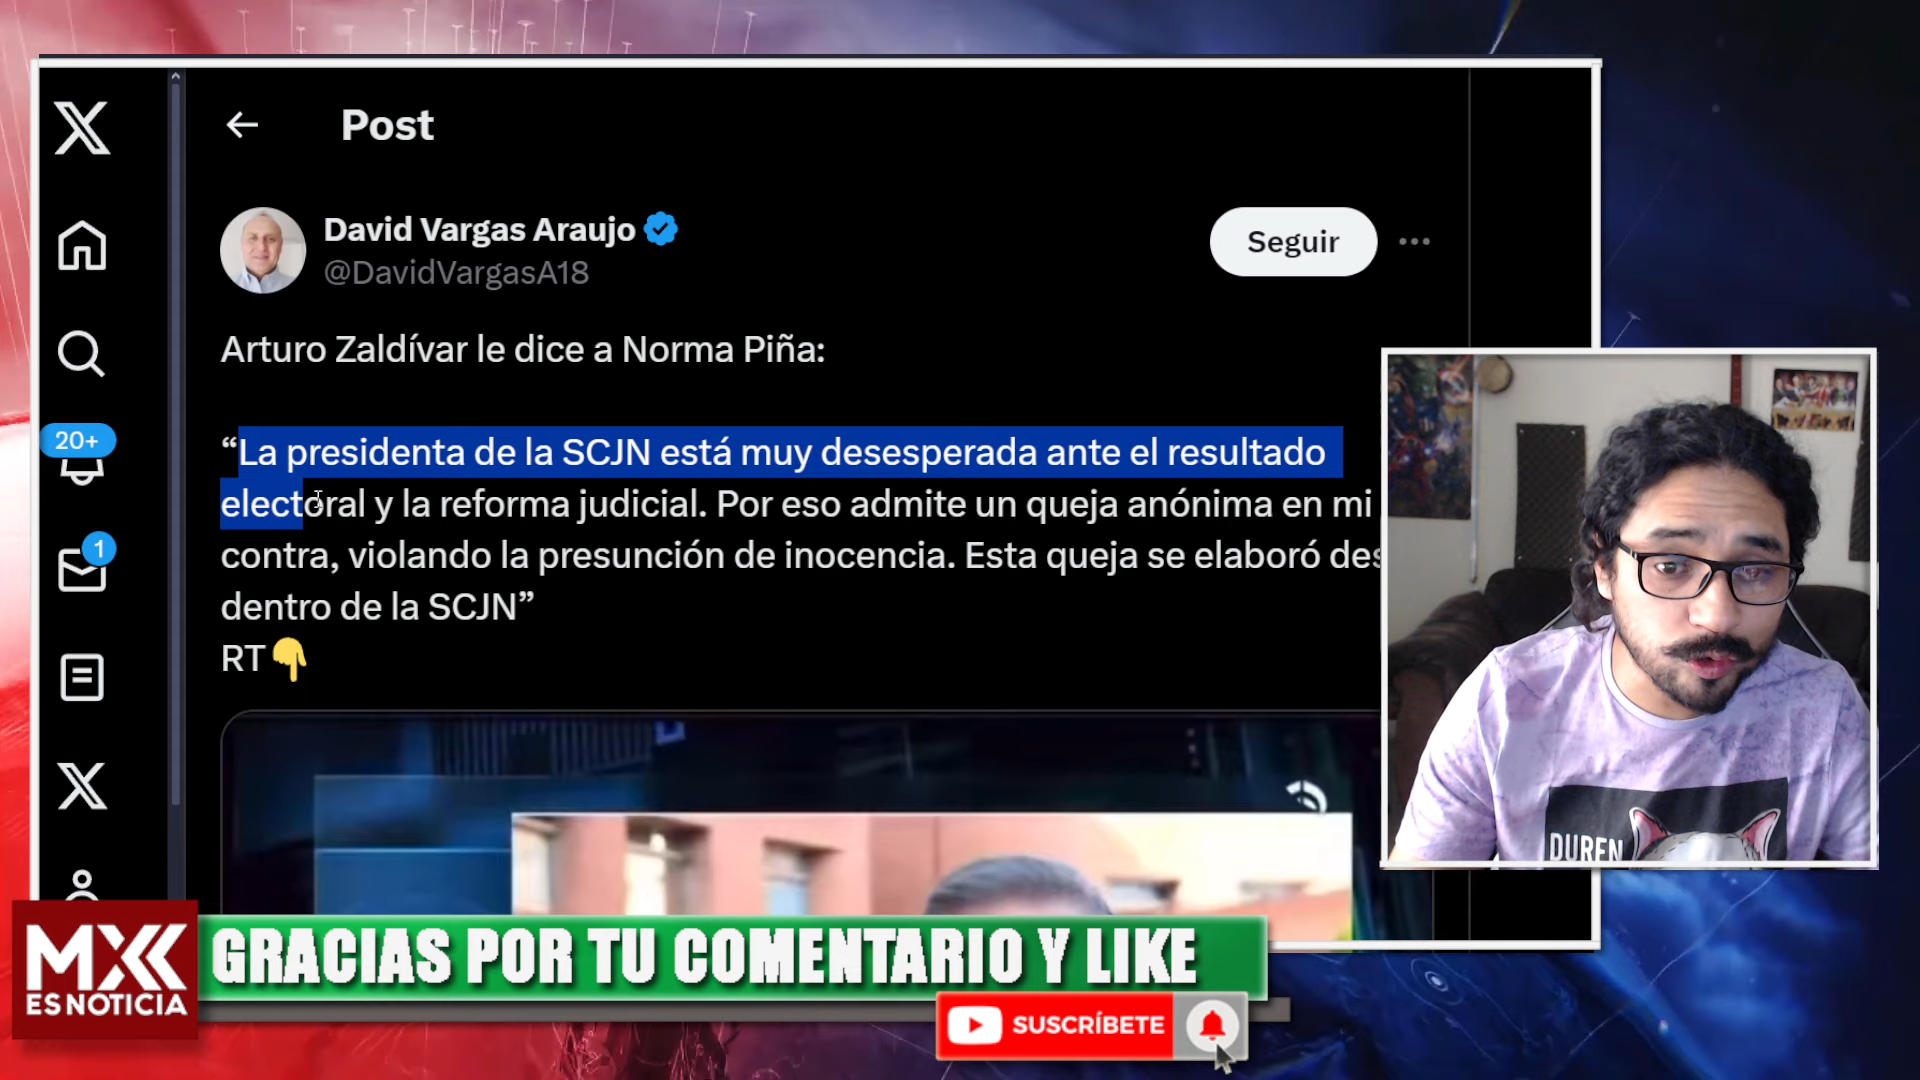 Post
David Vargas Araujo
@DavidVargasA18
Seguir
Arturo Zaldívar le dice a Norma Piña:
“La presidenta de la SCJN está muy desesperada ante el resultado
electoral y la reforma judicial. Por eso admite un queja anónima en mi
contra, violando la presunción de inocencia. Esta queja se elaboró des
dentro de la SCJN”
RT👇
20+
1
DUREN
MX
ES NOTICIA
GRACIAS POR TU COMENTARIO Y LIKE
SUSCRÍBETE